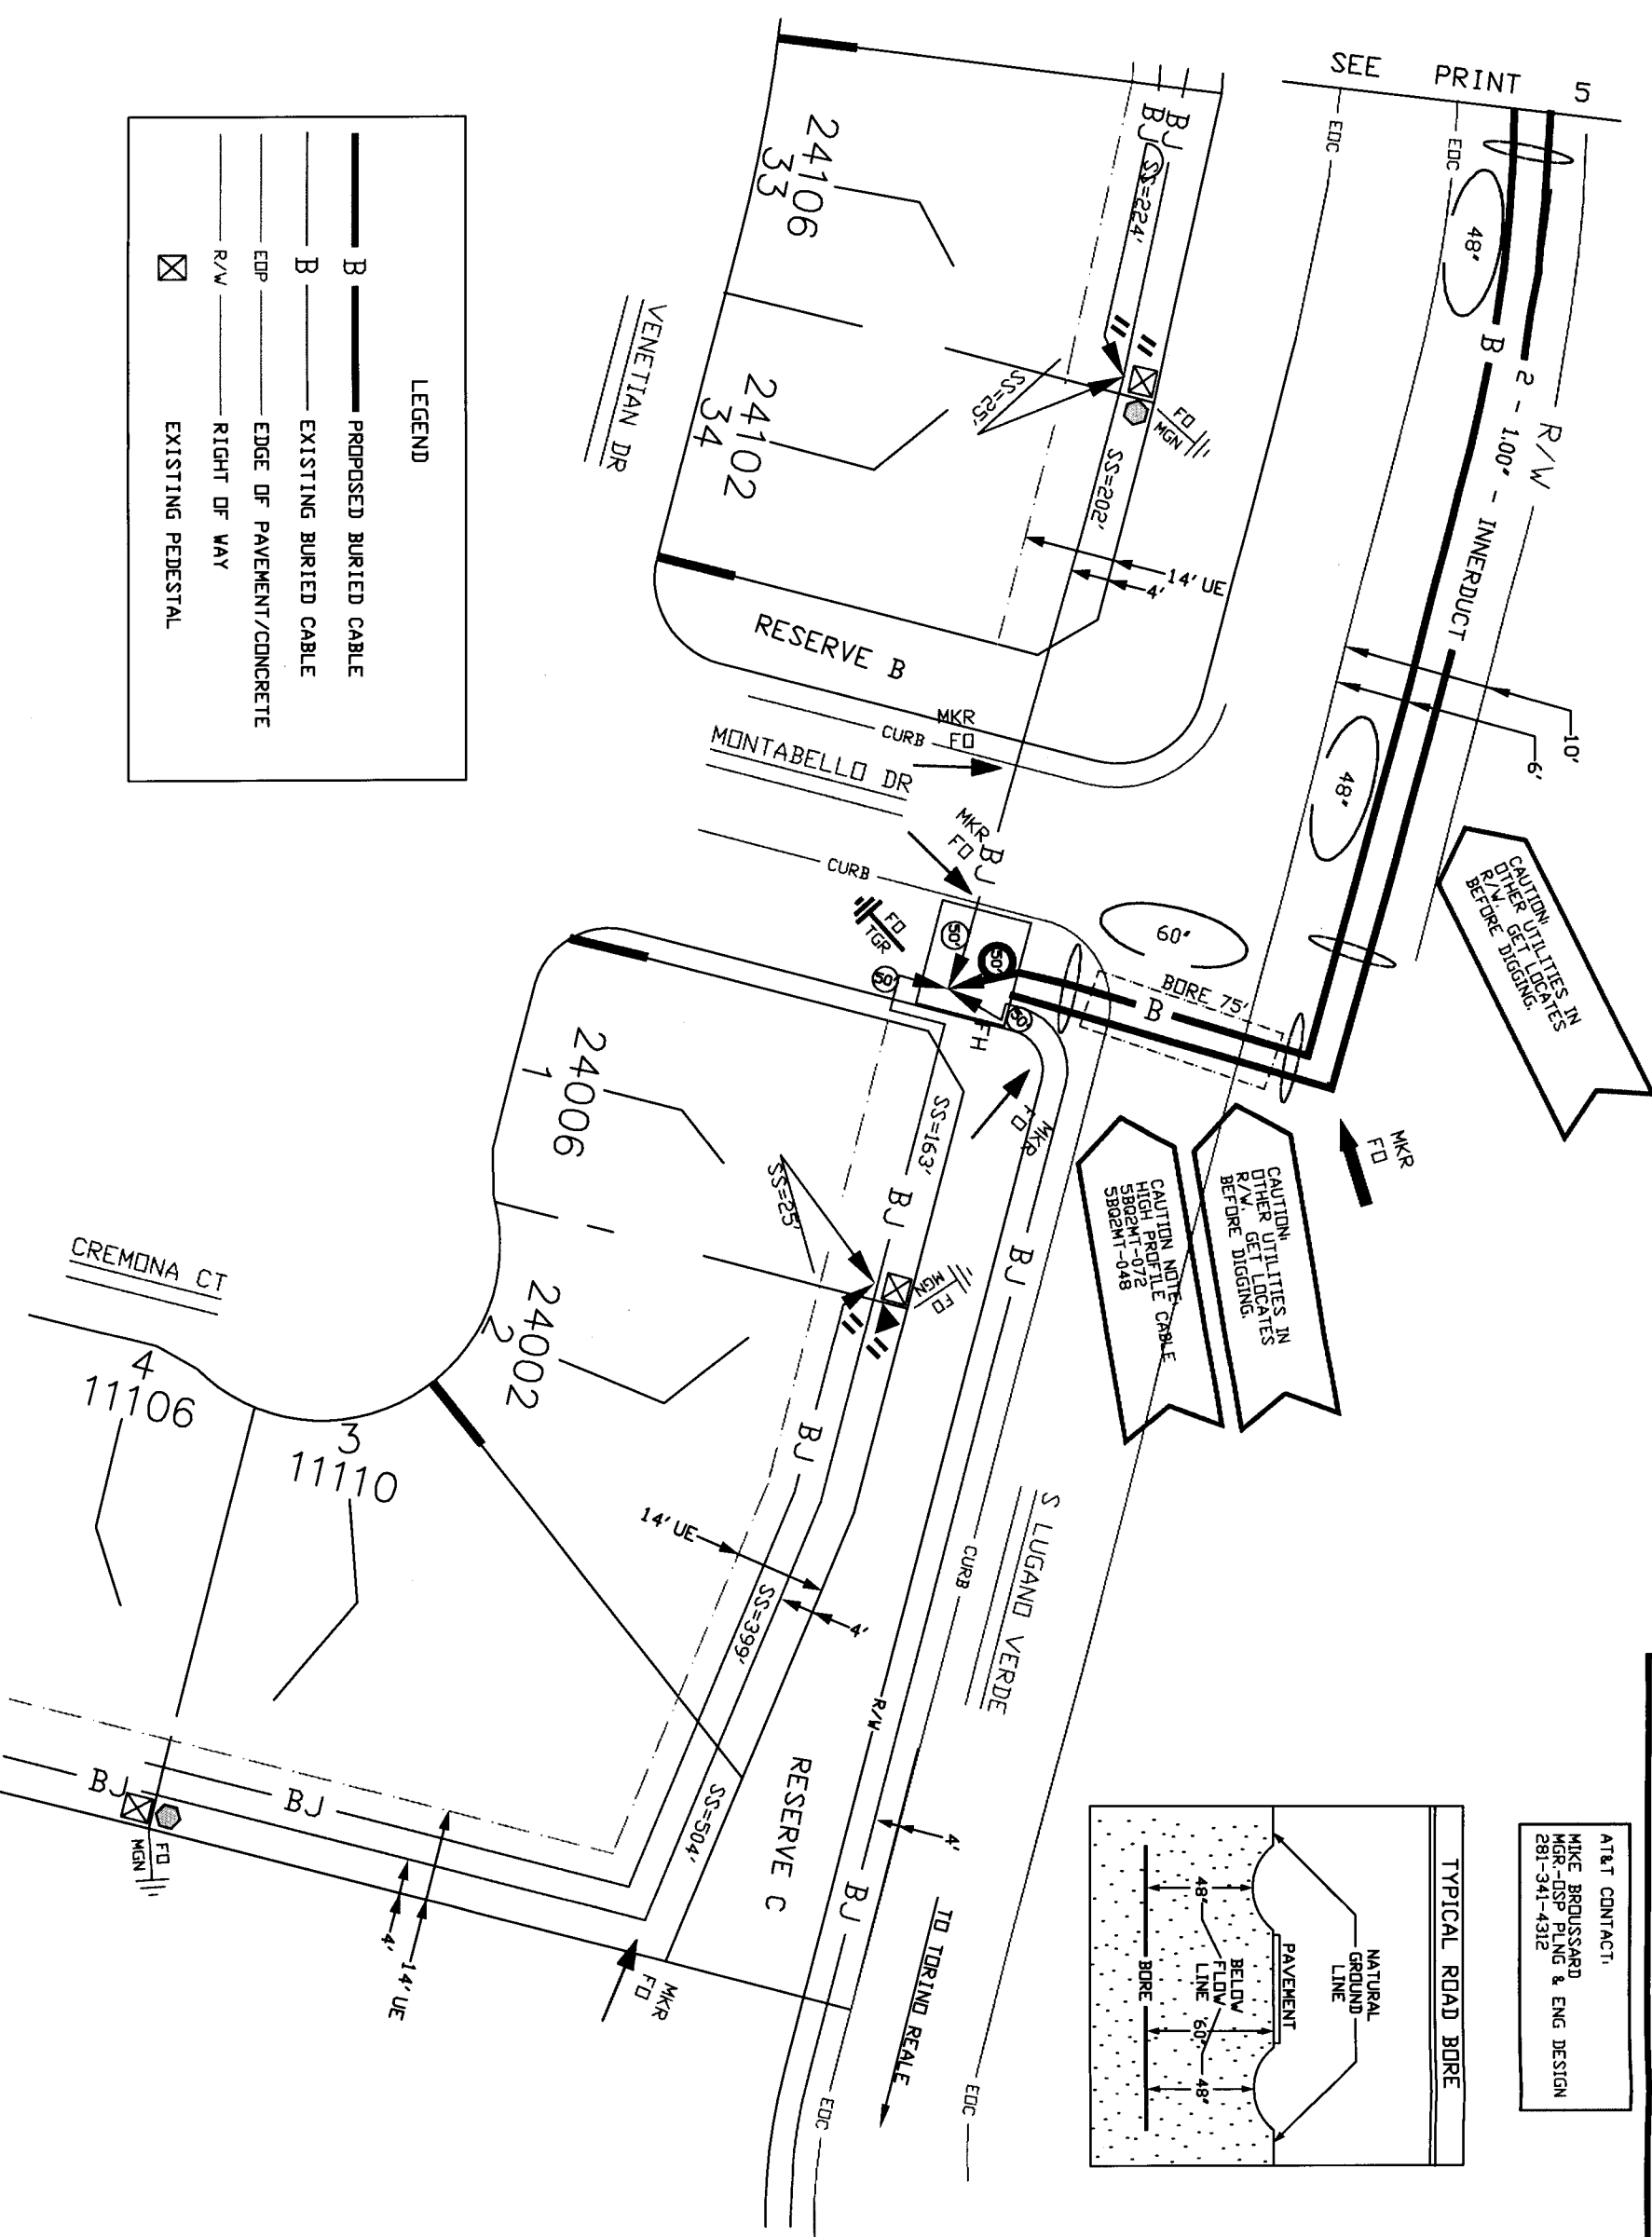 SEE PRINT 5
EOC
EOC
48"
R/W
2 - 1.00" - INNERDUCT
B
10'
6'
48"
CAUTION:
OTHER UTILITIES IN
R/W. GET LOCATES
BEFORE DIGGING.
BJ
BJ
SS=224'
24106
33
24102
34
SS=25'
FO
MGN
SS=202'
14' UE
4'
VENETIAN DR
RESERVE B
MKR
FO
CURB
MONTABELLO DR
MKR
FO
BJ
CURB
FO
TGR
50'
50'
50'
50'
FH
60"
BORE 75'
B
MKR
FO
MKR
FO
CAUTION:
OTHER UTILITIES IN
R/W. GET LOCATES
BEFORE DIGGING.
CAUTION NOTE:
HIGH PROFILE CABLE
5BQ2MT-072
5BQ2MT-048
24006
1
24002
2
SS=163'
BJ
BJ
SS=25'
FO
MGN
BJ
CREMONA CT
4
11106
3
11110
14' UE
4'
SS=399'
SS=504'
S LUGANO VERDE
CURB
R/W
RESERVE C
4'
BJ
TO TORINO REALE
EOC
EOC
BJ
BJ
FO
MGN
4'
14' UE
MKR
FO
LEGEND
B PROPOSED BURIED CABLE
B EXISTING BURIED CABLE
EOP EDGE OF PAVEMENT/CONCRETE
R/W RIGHT OF WAY
EXISTING PEDESTAL
TYPICAL ROAD BORE
NATURAL
GROUND
LINE
PAVEMENT
48"
BELOW
FLOW
LINE
60"
48"
BORE
AT&T CONTACT:
MIKE BROUSSARD
MGR.-OSP PLNG & ENG DESIGN
281-341-4312